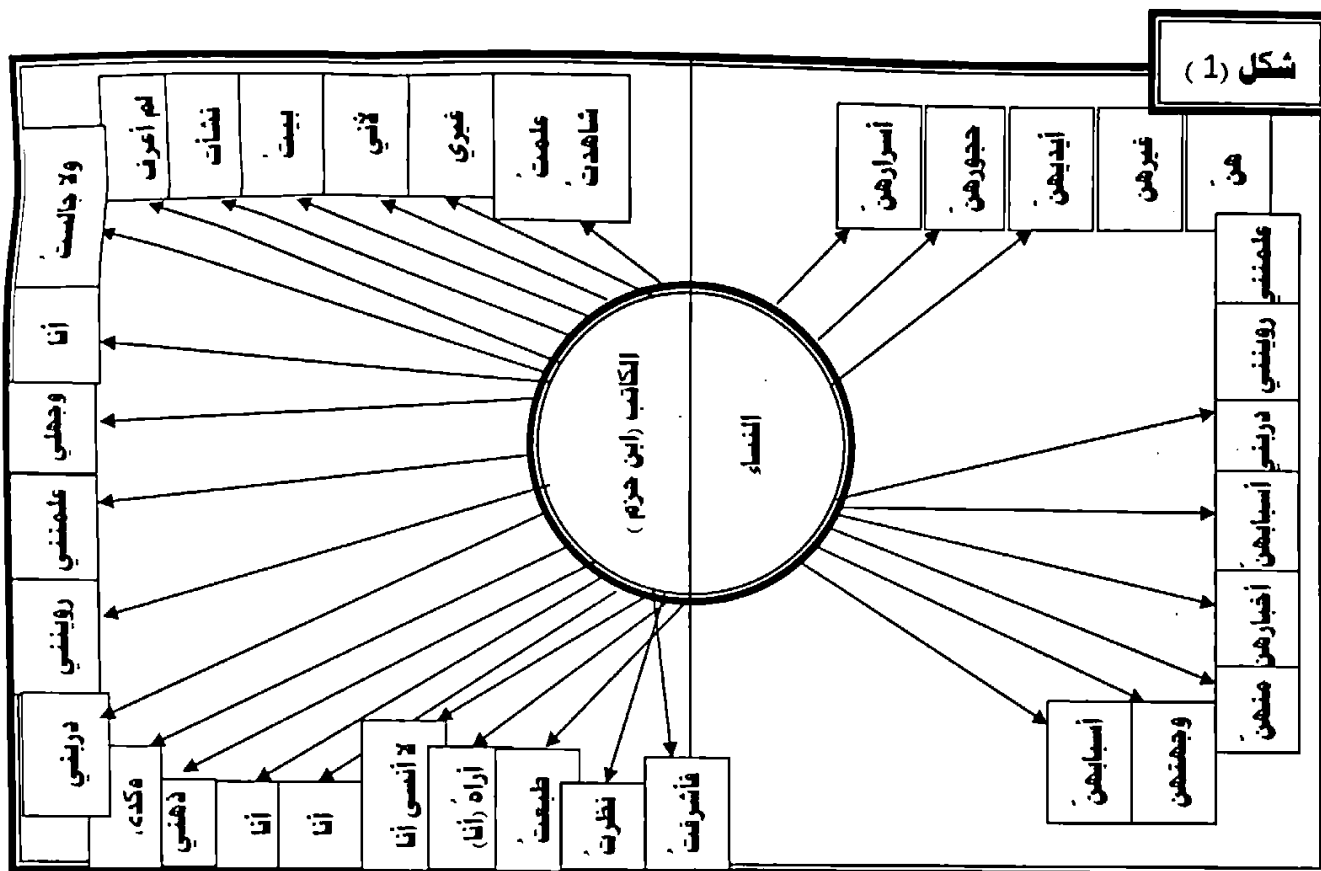 شكل (1 )
شاهدتُ
علمتُ
غيري
لأني
بيتُ
نشأت
لم أعرف
ولا جالستُ
أنا
وجهلي
علمنني
روينني
دربني
ذهني
أنا
أنا
لا أنسى أنا
أراه (أنا)
طبعتُ
نظرتُ
فأشرفتُ
الكاتب (ابن حزم )
النساء
هنّ
غيرهن
أيديهنّ
حجورهن
أسرارهن
علمنني
روينني
دربني
أسبابهنّ
أخبارهن
منهنّ
وجهتهن
أسبابهنّ